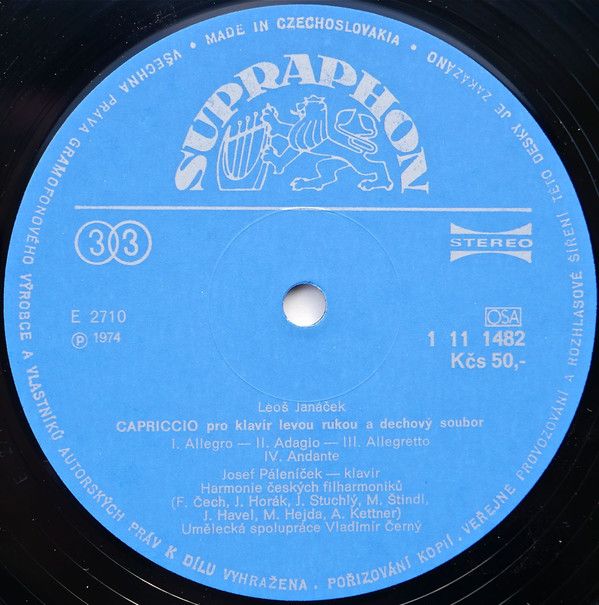 VŠECHNA PRÁVA GRAMOFONOVÉHO VÝROBCE A VLASTNÍKŮ AUTORSKÝCH PRÁV K DÍLU VYHRAŽENA. POŘIZOVÁNÍ KOPIÍ, VEŘEJNÉ PROVOZOVÁNÍ A ROZHLASOVÉ ŠÍŘENÍ TÉTO DESKY JE ZAKÁZÁNO
• MADE IN CZECHOSLOVAKIA •
SUPRAPHON
33
STEREO
E 2710
℗ 1974
OSA
1 11 1482
Kčs 50,-
Leoš Janáček
CAPRICCIO pro klavír levou rukou a dechový soubor
I. Allegro — II. Adagio — III. Allegretto
IV. Andante
Josef Páleníček — klavír
Harmonie českých filharmoniků
(F. Čech, J. Horák, J. Stuchlý, M. Štindl,
J. Havel, M. Hejda, A. Kettner)
Umělecká spolupráce Vladimír Černý